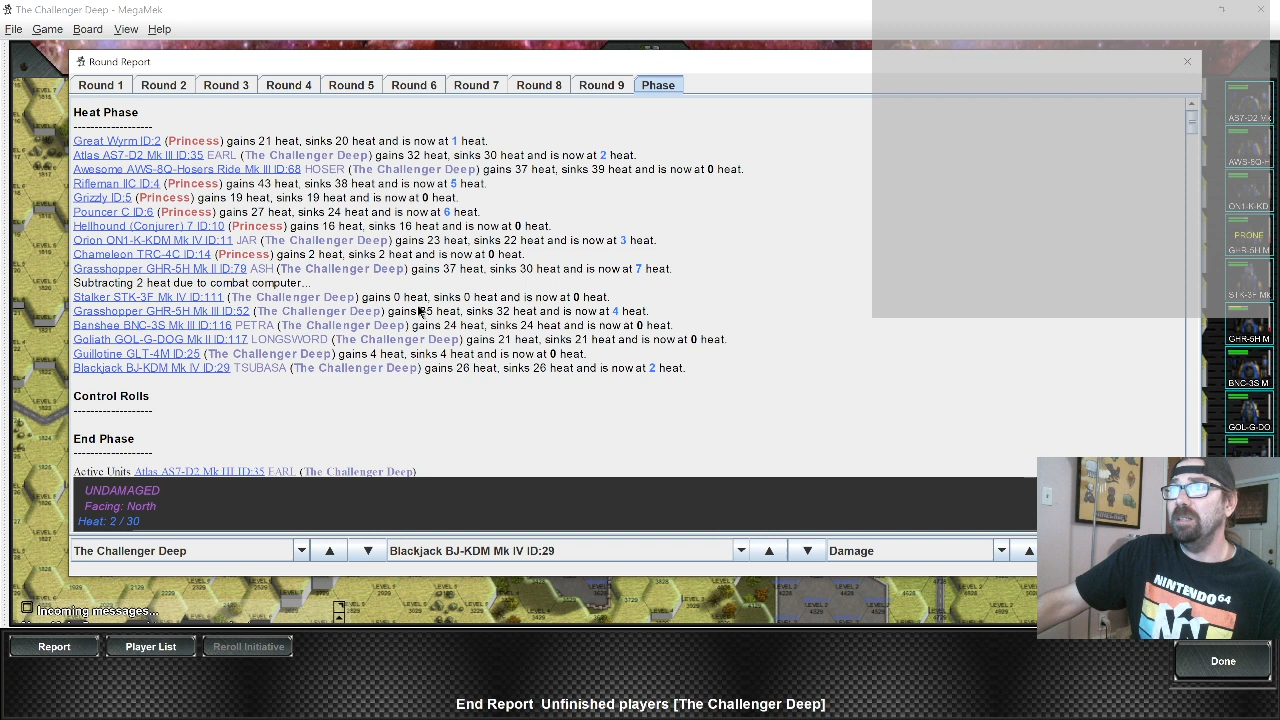 The Challenger Deep - MegaMek
File Game Board View Help
Round Report
Round 1 Round 2 Round 3 Round 4 Round 5 Round 6 Round 7 Round 8 Round 9 Phase
Heat Phase
-------------------
Great Wyrm ID:2 (Princess) gains 21 heat, sinks 20 heat and is now at 1 heat.
Atlas AS7-D2 Mk III ID:35 EARL (The Challenger Deep) gains 32 heat, sinks 30 heat and is now at 2 heat.
Awesome AWS-8Q-Hosers Ride Mk III ID:68 HOSER (The Challenger Deep) gains 37 heat, sinks 39 heat and is now at 0 heat.
Rifleman IIC ID:4 (Princess) gains 43 heat, sinks 38 heat and is now at 5 heat.
Grizzly ID:5 (Princess) gains 19 heat, sinks 19 heat and is now at 0 heat.
Pouncer C ID:6 (Princess) gains 27 heat, sinks 24 heat and is now at 6 heat.
Hellhound (Conjurer) 7 ID:10 (Princess) gains 16 heat, sinks 16 heat and is now at 0 heat.
Orion ON1-K-KDM Mk IV ID:11 JAR (The Challenger Deep) gains 23 heat, sinks 22 heat and is now at 3 heat.
Chameleon TRC-4C ID:14 (Princess) gains 2 heat, sinks 2 heat and is now at 0 heat.
Grasshopper GHR-5H Mk II ID:79 ASH (The Challenger Deep) gains 37 heat, sinks heat and is now at 7 heat.
Subtracting 2 heat due to combat computer...
Stalker STK-3F Mk IV ID:111 (The Challenger Deep) gains 0 heat, sinks 0 heat and is now at 0 heat.
Grasshopper GHR-5H Mk III ID:52 (The Challenger Deep) gains heat, sinks 32 heat and is now at 4 heat.
Banshee BNC-3S Mk III ID:116 PETRA (The Challenger Deep) gains 24 heat, sinks 24 heat and is now at 0 heat.
Goliath GOL-G-DOG Mk II ID:117 LONGSWORD (The Challenger Deep) gains 21 heat, sinks 21 heat and is now at 0 heat.
Guillotine GLT-4M ID:25 (The Challenger Deep) gains 4 heat, sinks 4 heat and is now at 0 heat.
Blackjack BJ-KDM Mk IV ID:29 TSUBASA (The Challenger Deep) gains 26 heat, sinks 26 heat and is now at 2 heat.
Control Rolls
-------------------
End Phase
-------------------
Active Units Atlas AS7-D2 Mk III ID:35 EARL (The Challenger Deep)
UNDAMAGED
Facing: North
Heat: 2 / 30
The Challenger Deep Blackjack BJ-KDM Mk IV ID:29 Damage
PRONE
GHR-5H M
BNC-3S M
GOL-G-DO
Incoming messages...
NINTENDO 64
Report Player List Reroll Initiative
Done
End Report Unfinished players [The Challenger Deep]